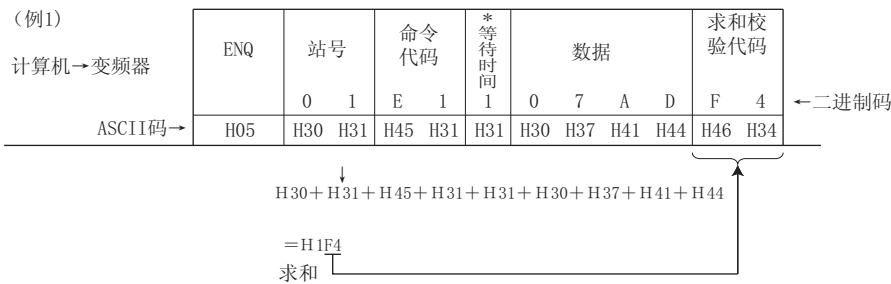 (例1)
计算机→变频器
ENQ
站号
命令
代码
*
等
待
时
间
数据
求和校
验代码
0 1 E 1 1 0 7 A D F 4 ←二进制码
ASCII码→ H05 H30 H31 H45 H31 H31 H30 H37 H41 H44 H46 H34
H30+H31+H45+H31+H31+H30+H37+H41+H44
=H1F4
求和